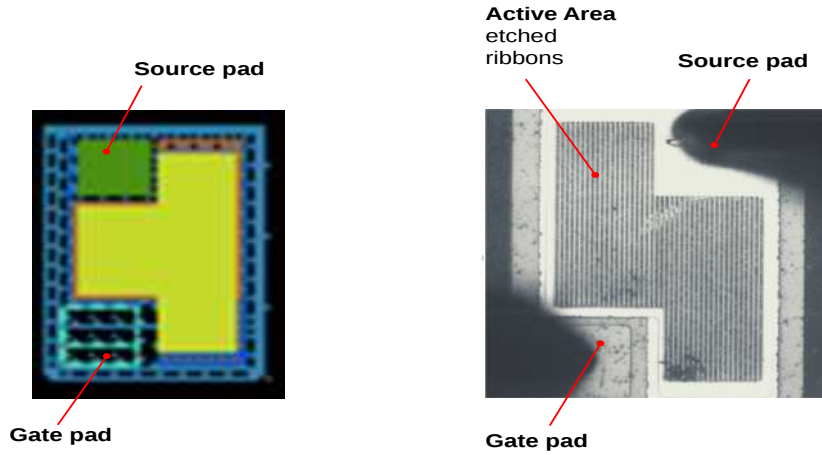 Source pad
Gate pad
Active Area
etched
ribbons
Source pad
Gate pad